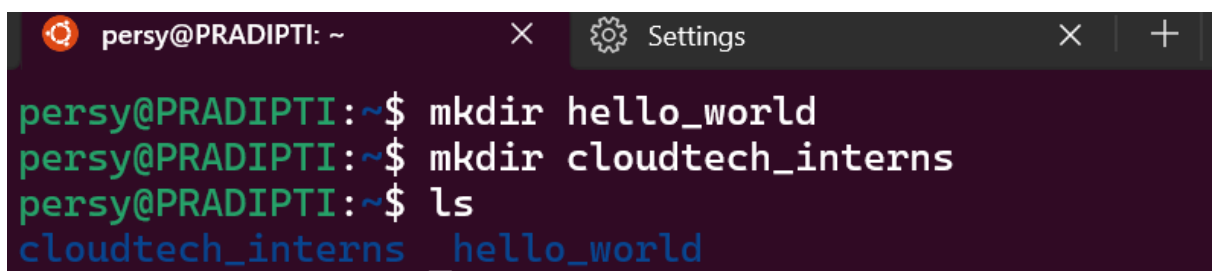 persy@PRADIPTI: ~ Settings
persy@PRADIPTI:~$ mkdir hello_world
persy@PRADIPTI:~$ mkdir cloudtech_interns
persy@PRADIPTI:~$ ls
cloudtech_interns hello_world